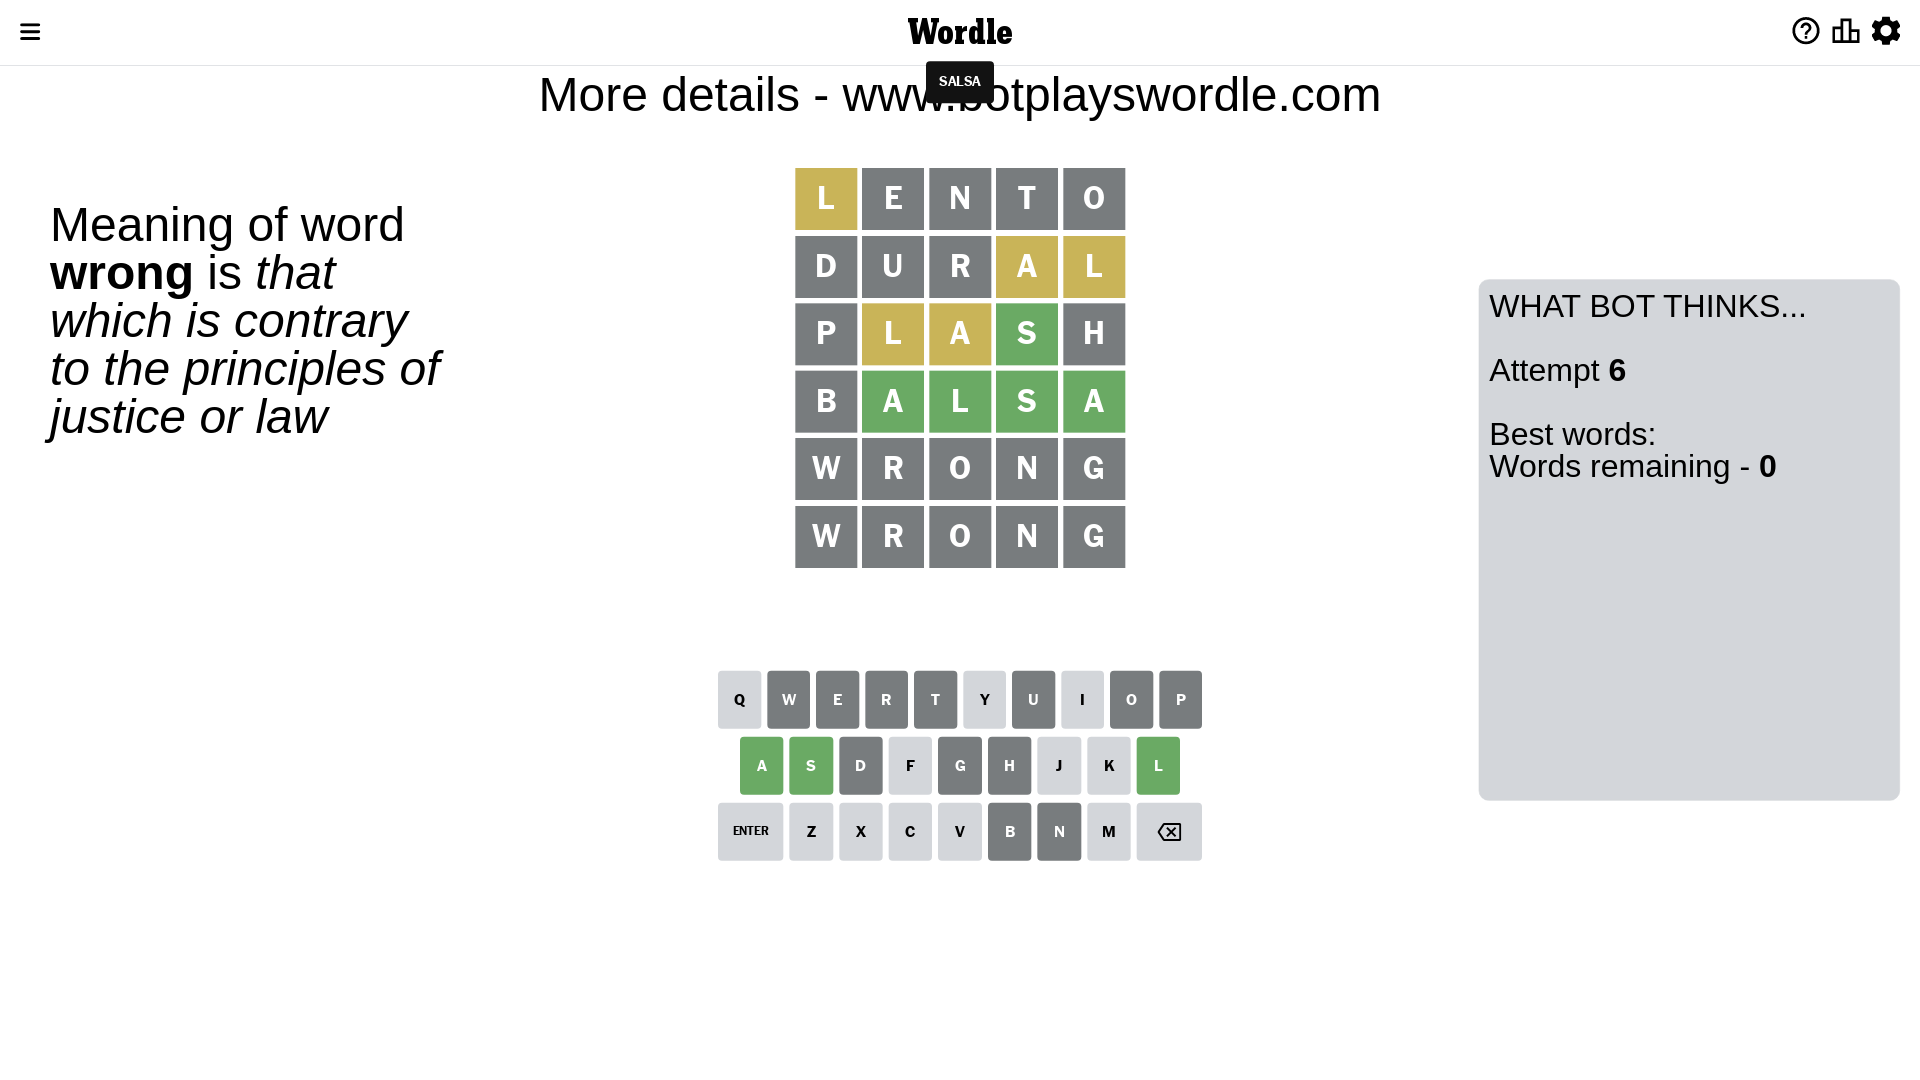 Wordle
SALSA
More details - www.botplayswordle.com
Meaning of word
wrong is that
which is contrary
to the principles of
justice or law
L E N T O
D U R A L
P L A S H
B A L S A
W R O N G
W R O N G
WHAT BOT THINKS...
Attempt 6
Best words:
Words remaining - 0
Q W E R T Y U I O P
A S D F G H J K L
ENTER Z X C V B N M